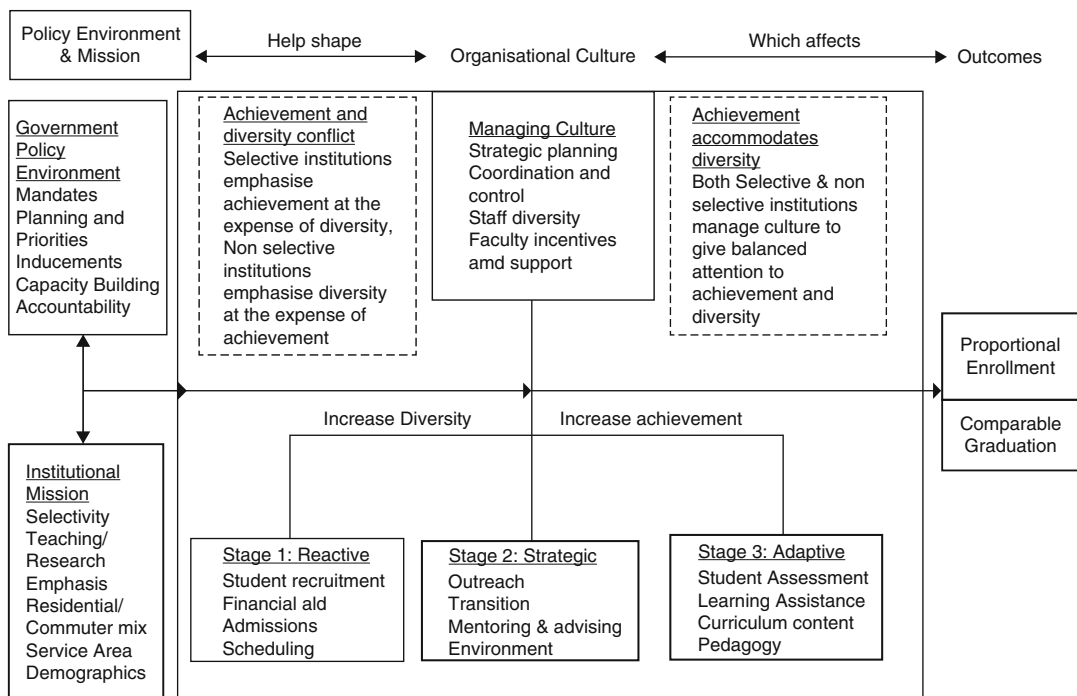 Policy Environment
& Mission
Help shape
Organisational Culture
Which affects
Outcomes
Government
Policy
Environment
Mandates
Planning and
Priorities
Inducements
Capacity Building
Accountability
Achievement and
diversity conflict
Selective institutions
emphasise
achievement at the
expense of diversity,
Non selective
institutions
emphasise diversity
at the expense of
achievement
Managing Culture
Strategic planning
Coordination and
control
Staff diversity
Faculty incentives
amd support
Achievement
accommodates
diversity
Both Selective & non
selective institutions
manage culture to
give balanced
attention to
achievement and
diversity
Proportional
Enrollment
Comparable
Graduation
Increase Diversity
Increase achievement
Institutional
Mission
Selectivity
Teaching/
Research
Emphasis
Residential/
Commuter mix
Service Area
Demographics
Stage 1: Reactive
Student recruitment
Financial ald
Admissions
Scheduling
Stage 2: Strategic
Outreach
Transition
Mentoring & advising
Environment
Stage 3: Adaptive
Student Assessment
Learning Assistance
Curriculum content
Pedagogy